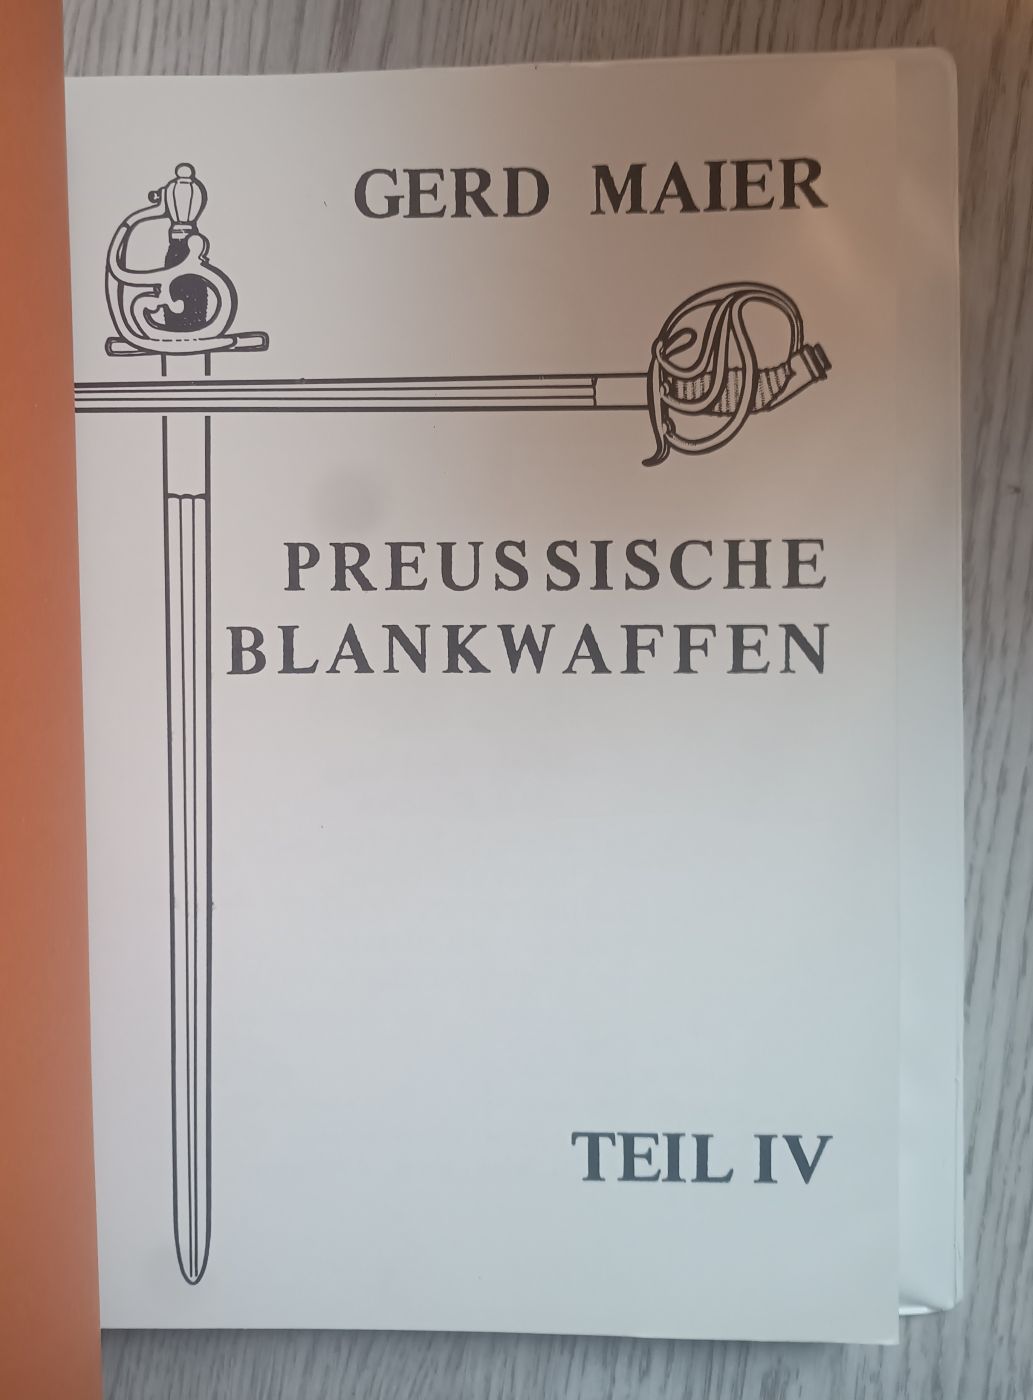 GERD MAIER
PREUSSISCHE
BLANKWAFFEN
TEIL IV